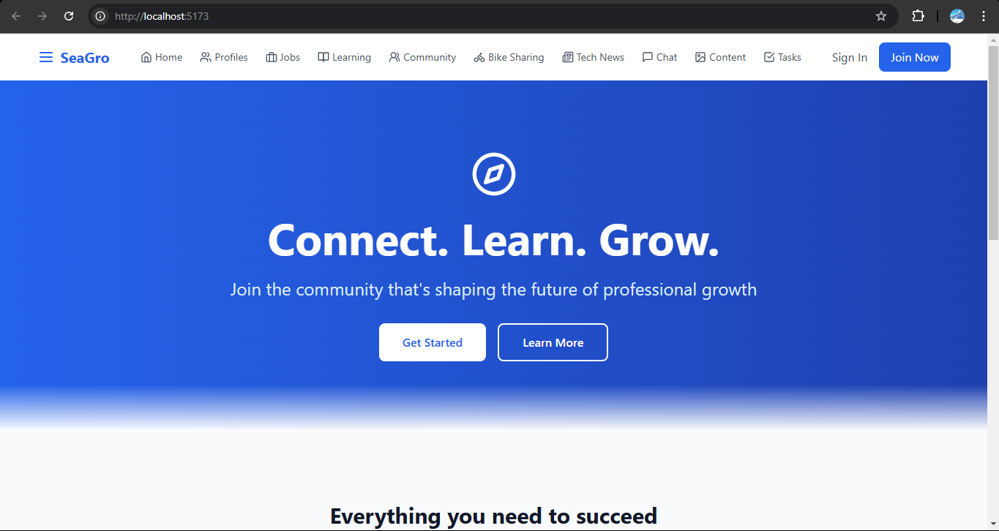 http://localhost:5173
SeaGro Home Profiles Jobs Learning Community Bike Sharing Tech News Chat Content Tasks Sign In Join Now
Connect. Learn. Grow.
Join the community that's shaping the future of professional growth
Get Started Learn More
Everything you need to succeed